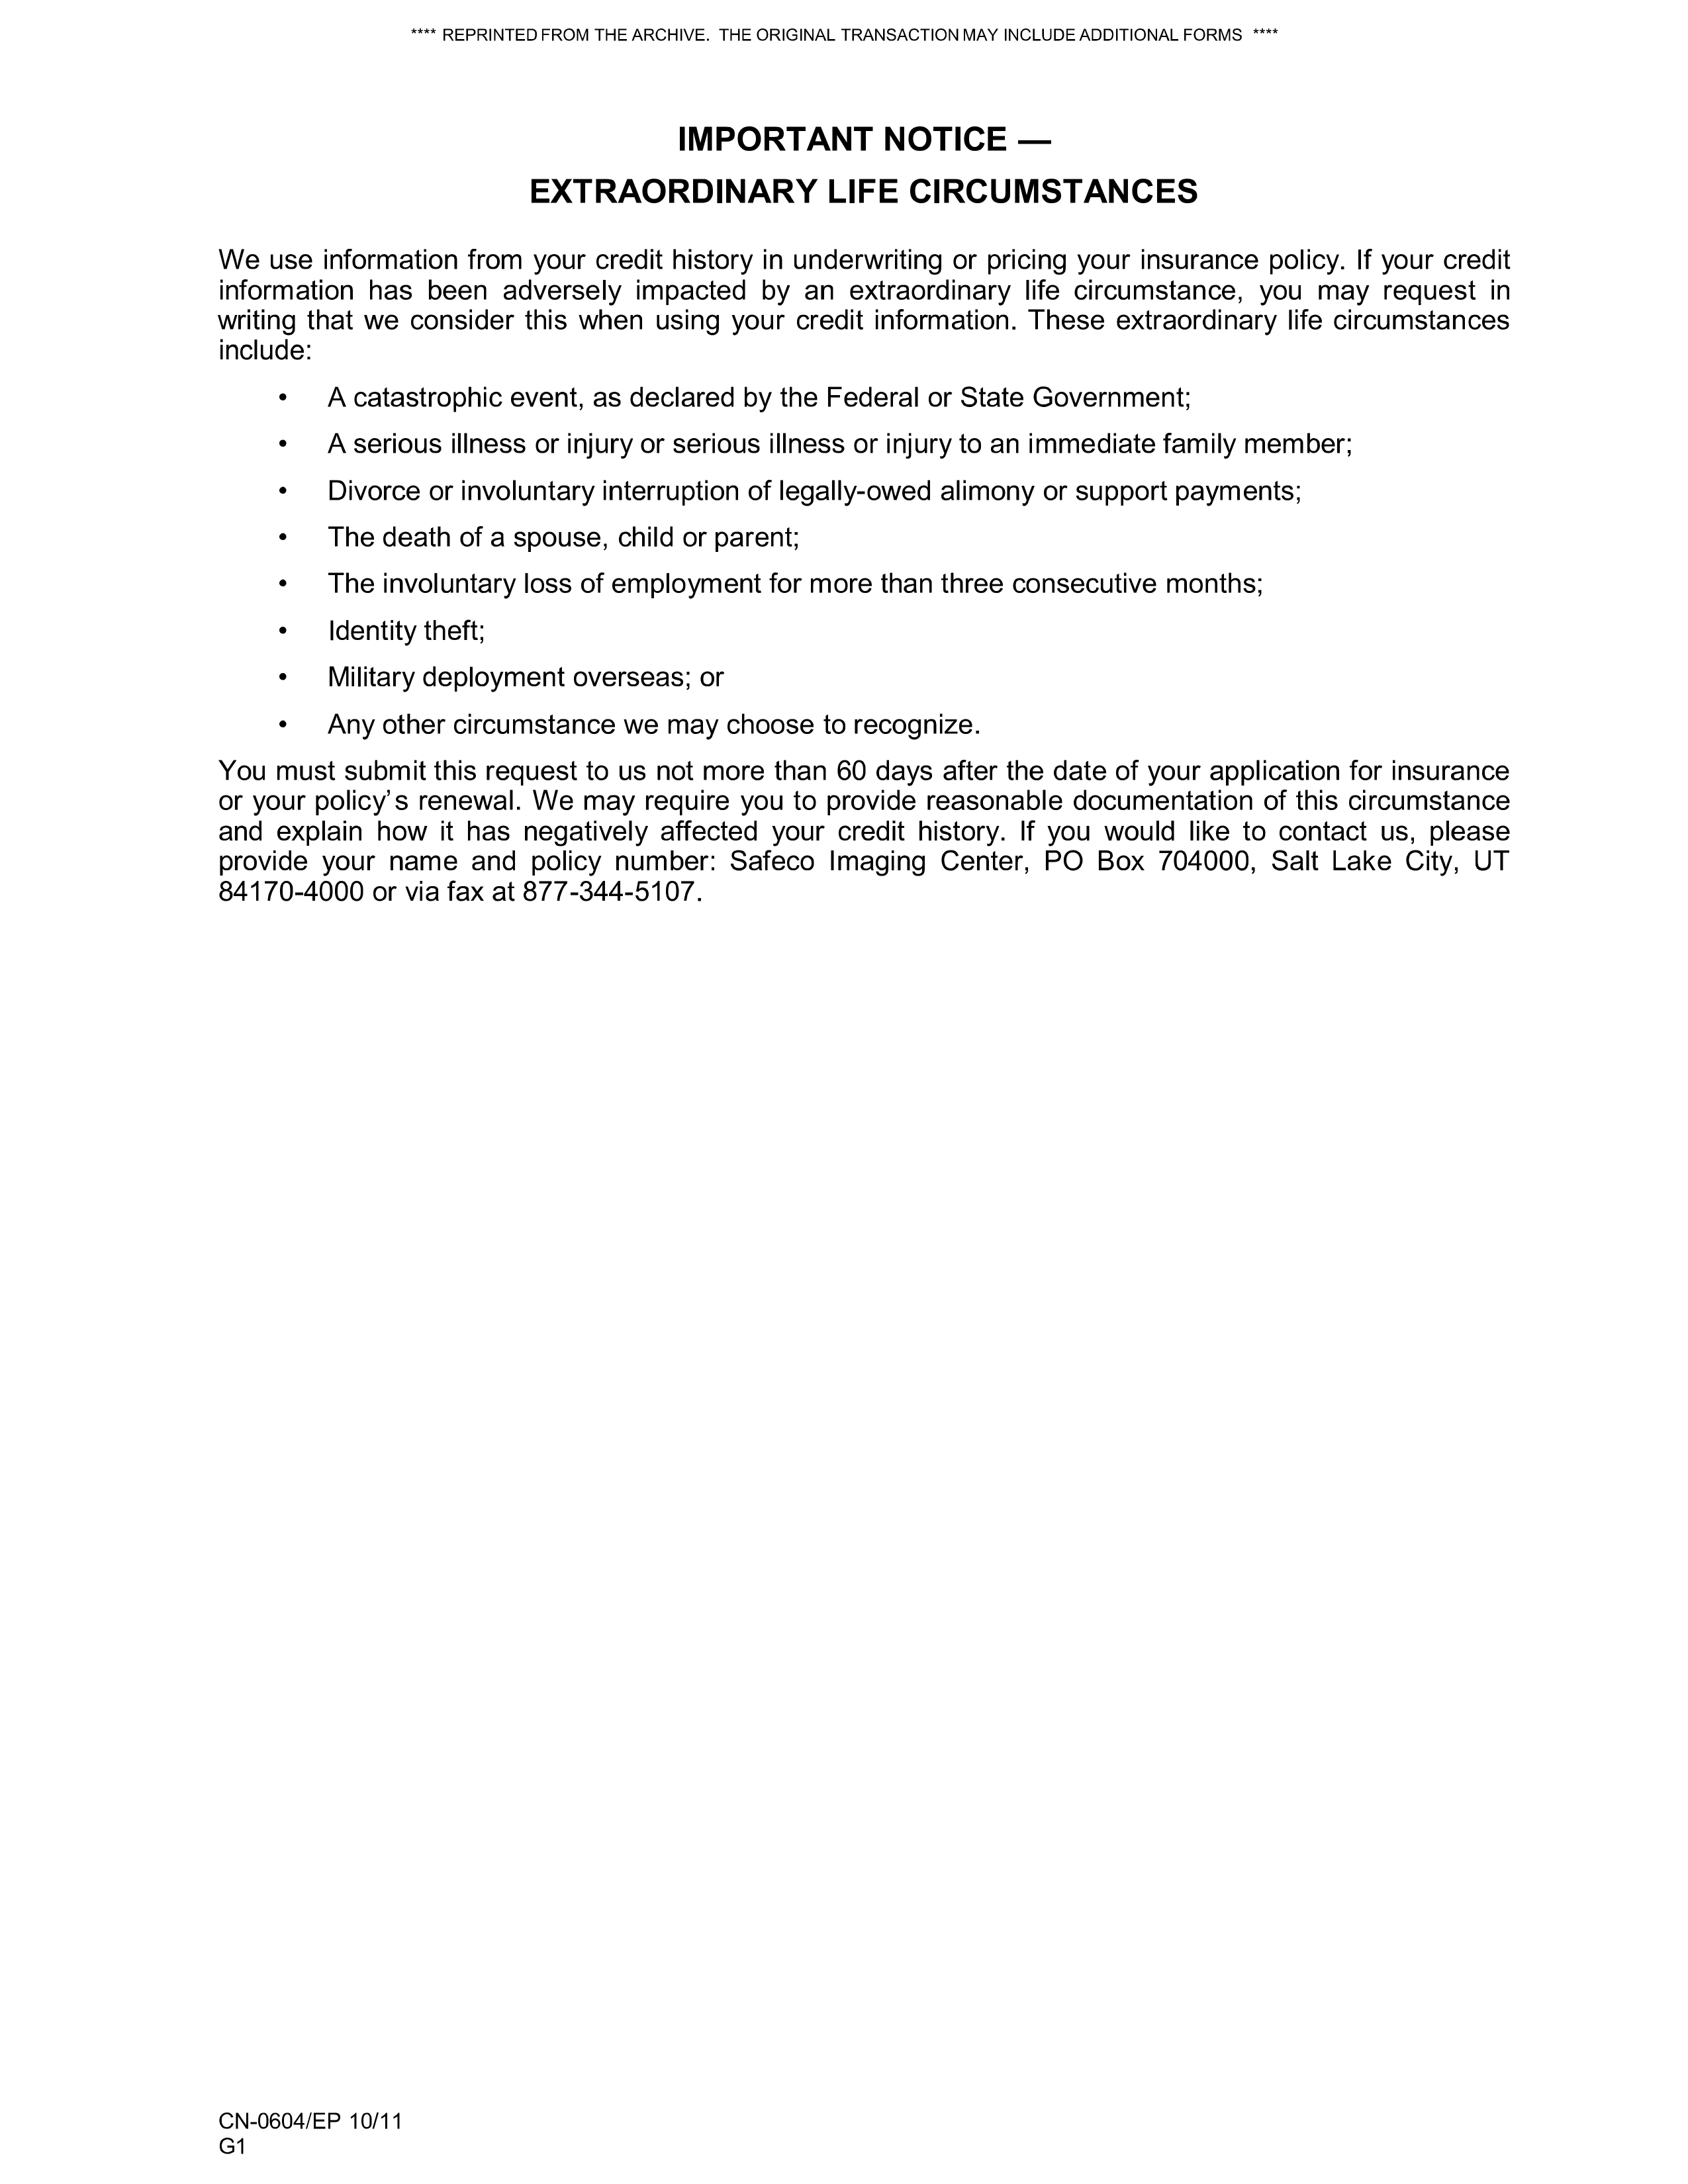 **** REPRINTED FROM THE ARCHIVE. THE ORIGINAL TRANSACTION MAY INCLUDE ADDITIONAL FORMS ****
IMPORTANT NOTICE —
EXTRAORDINARY LIFE CIRCUMSTANCES
We use information from your credit history in underwriting or pricing your insurance policy. If your credit
information has been adversely impacted by an extraordinary life circumstance, you may request in
writing that we consider this when using your credit information. These extraordinary life circumstances
include:
• A catastrophic event, as declared by the Federal or State Government;
• A serious illness or injury or serious illness or injury to an immediate family member;
• Divorce or involuntary interruption of legally-owed alimony or support payments;
• The death of a spouse, child or parent;
• The involuntary loss of employment for more than three consecutive months;
• Identity theft;
• Military deployment overseas; or
• Any other circumstance we may choose to recognize.
You must submit this request to us not more than 60 days after the date of your application for insurance
or your policy's renewal. We may require you to provide reasonable documentation of this circumstance
and explain how it has negatively affected your credit history. If you would like to contact us, please
provide your name and policy number: Safeco Imaging Center, PO Box 704000, Salt Lake City, UT
84170-4000 or via fax at 877-344-5107.
CN-0604/EP 10/11
G1